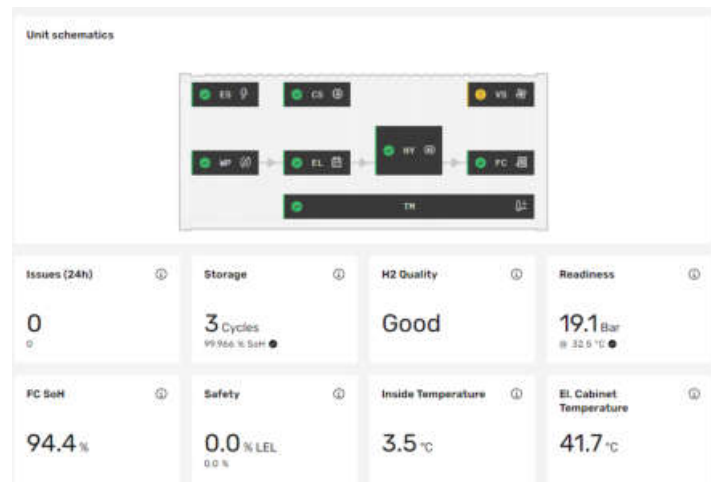 Unit schematics
ES CS VS
WP EL HY FC
TM
Issues (24h) Storage H2 Quality Readiness
0 3 Cycles Good 19.1 Bar
0 99.966 % SoH @ 32.5 °C
FC SoH Safety Inside Temperature El. Cabinet
Temperature
94.4 % 0.0 % LEL 3.5 °C 41.7 °C
0.0 %